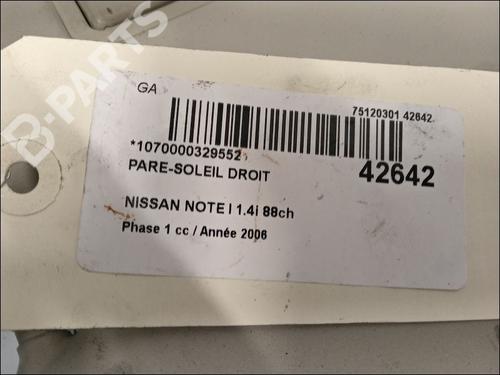 B-PARTS
GA
75120301 42642
*1070000329552
42642
PARE-SOLEIL DROIT
NISSAN NOTE I 1.4i 88ch
Phase 1 cc / Année 2006